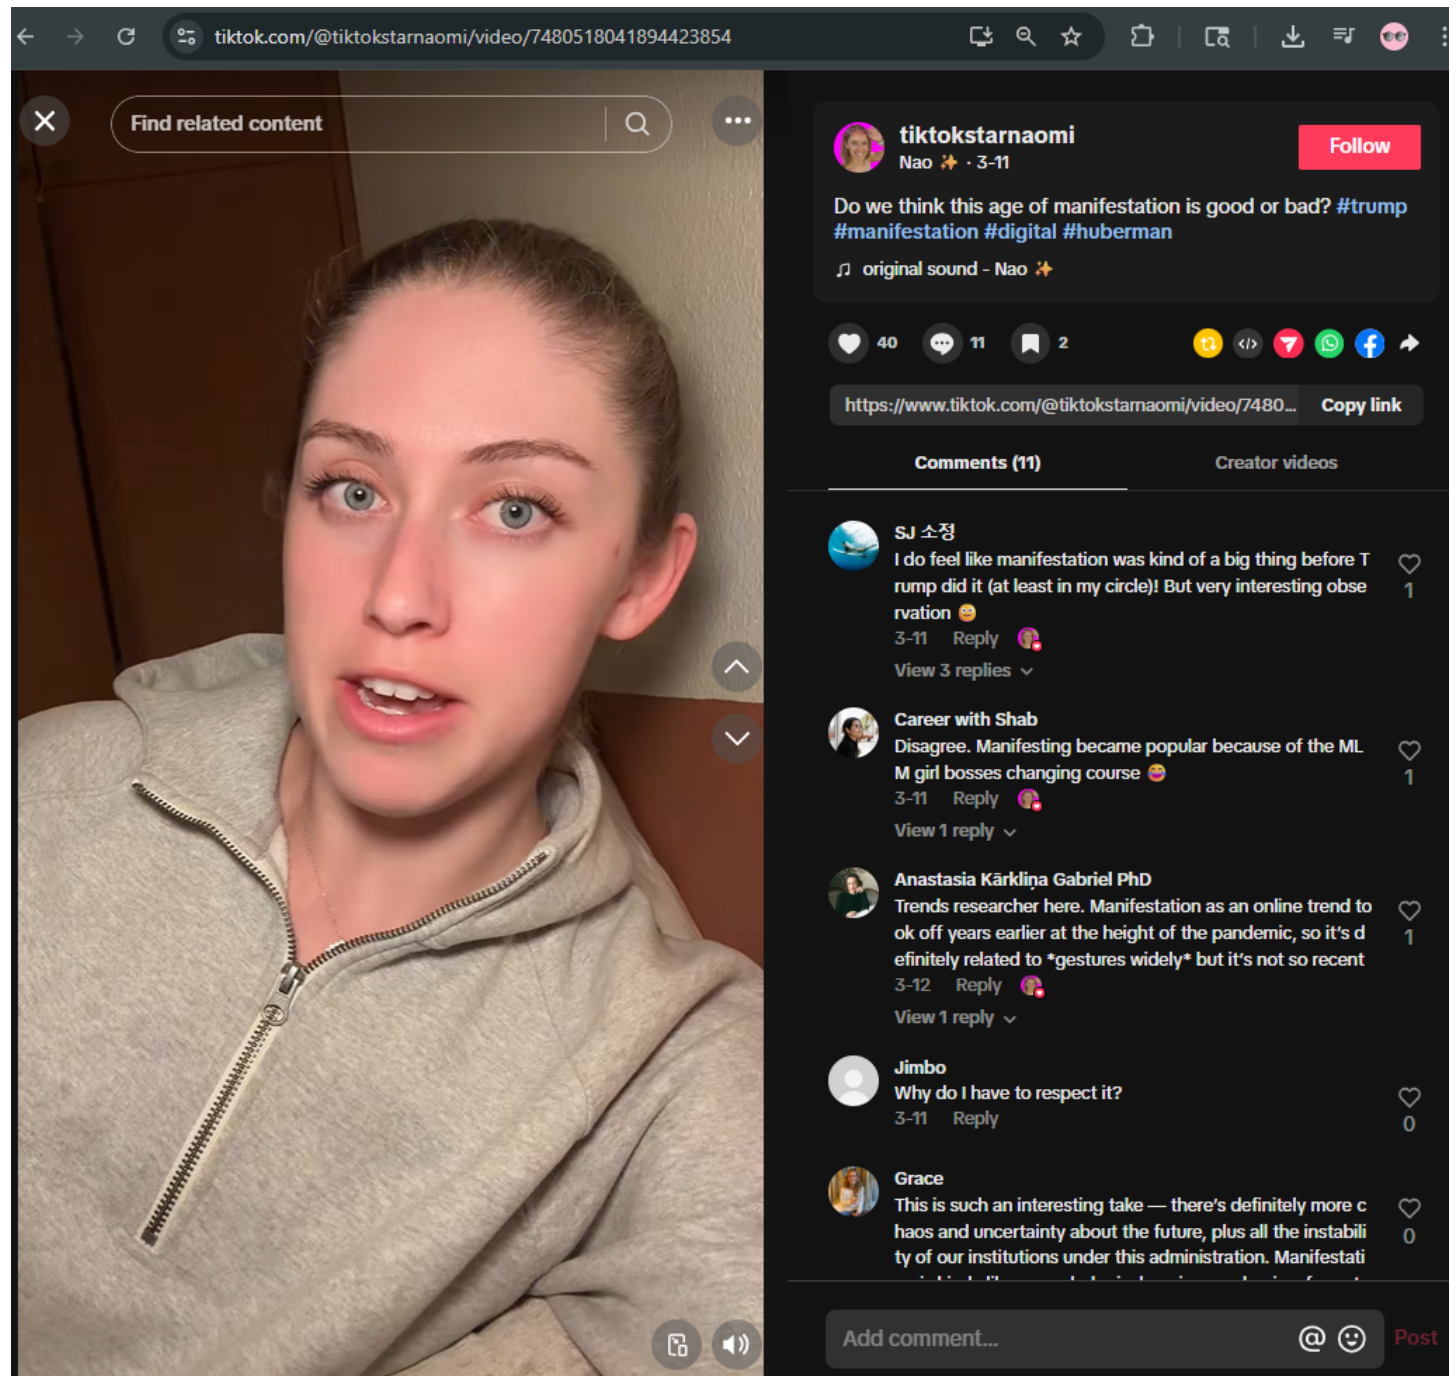 tiktok.com/@tiktokstarnaomi/video/7480518041894423854
Find related content
tiktokstarnaomi
Nao ✨ · 3-11
Follow
Do we think this age of manifestation is good or bad? #trump
#manifestation #digital #huberman
original sound - Nao ✨
40
11
2
https://www.tiktok.com/@tiktokstarnaomi/video/7480...
Copy link
Comments (11)
Creator videos
SJ 소정
I do feel like manifestation was kind of a big thing before T
rump did it (at least in my circle)! But very interesting obse
rvation 😅
1
3-11 Reply
View 3 replies
Career with Shab
Disagree. Manifesting became popular because of the ML
M girl bosses changing course 😂
1
3-11 Reply
View 1 reply
Anastasia Kārkliņa Gabriel PhD
Trends researcher here. Manifestation as an online trend to
ok off years earlier at the height of the pandemic, so it's d
efinitely related to *gestures widely* but it's not so recent
1
3-12 Reply
View 1 reply
Jimbo
Why do I have to respect it?
3-11 Reply
0
Grace
This is such an interesting take — there's definitely more c
haos and uncertainty about the future, plus all the instabili
ty of our institutions under this administration. Manifestati
0
Add comment...
Post